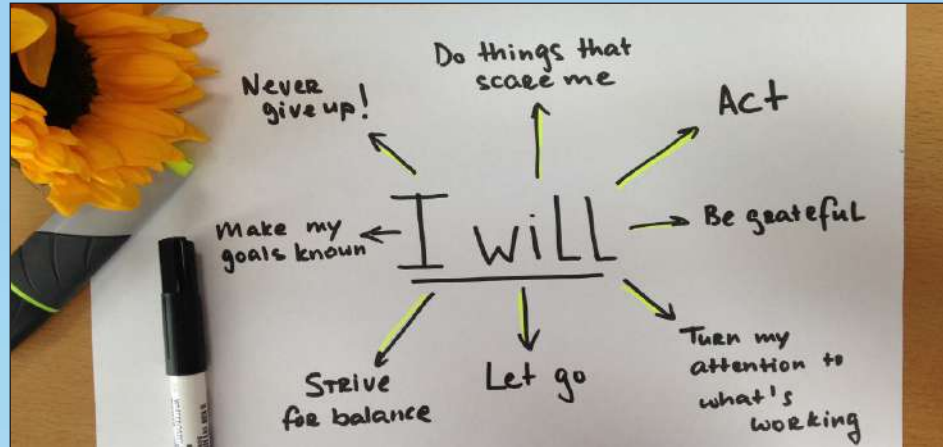 Do things that
scare me
Never
give up!
Act
I will
Make my
goals known
Be grateful
Strive
for balance
Let go
Turn my
attention to
what's
working